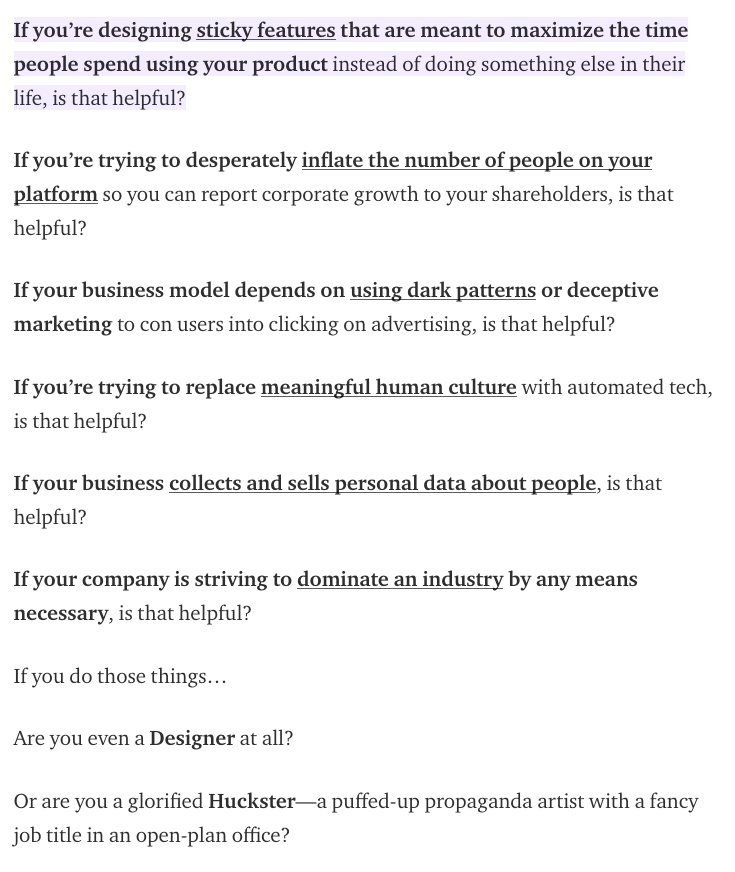 If you’re designing sticky features that are meant to maximize the time
people spend using your product instead of doing something else in their
life, is that helpful?
If you’re trying to desperately inflate the number of people on your
platform so you can report corporate growth to your shareholders, is that
helpful?
If your business model depends on using dark patterns or deceptive
marketing to con users into clicking on advertising, is that helpful?
If you’re trying to replace meaningful human culture with automated tech,
is that helpful?
If your business collects and sells personal data about people, is that
helpful?
If your company is striving to dominate an industry by any means
necessary, is that helpful?
If you do those things…
Are you even a Designer at all?
Or are you a glorified Huckster—a puffed-up propaganda artist with a fancy
job title in an open-plan office?